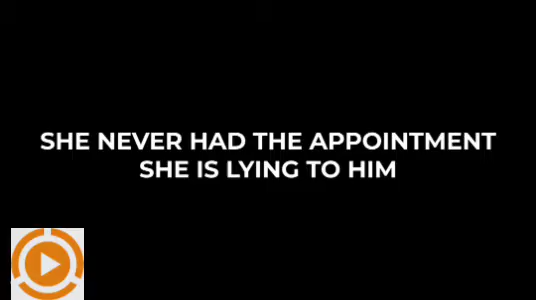 SHE NEVER HAD THE APPOINTMENT
SHE IS LYING TO HIM